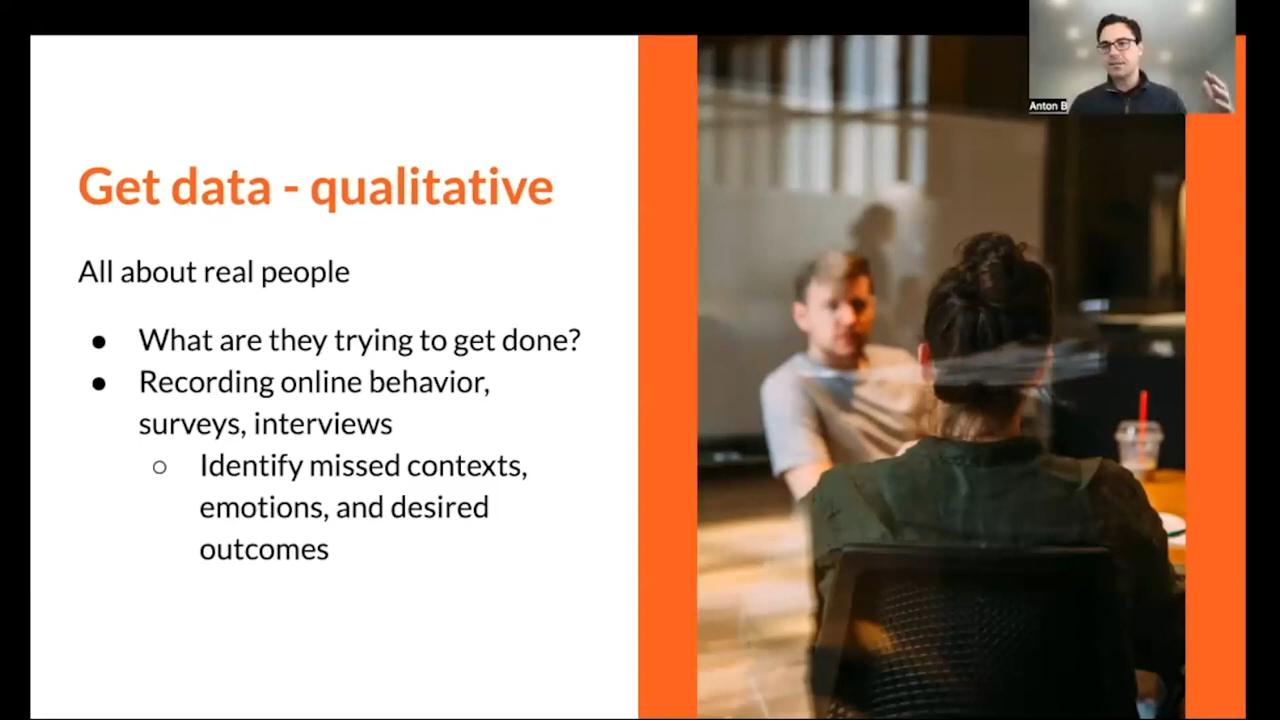 Anton B
Get data - qualitative
All about real people
● What are they trying to get done?
● Recording online behavior,
surveys, interviews
○ Identify missed contexts,
emotions, and desired
outcomes